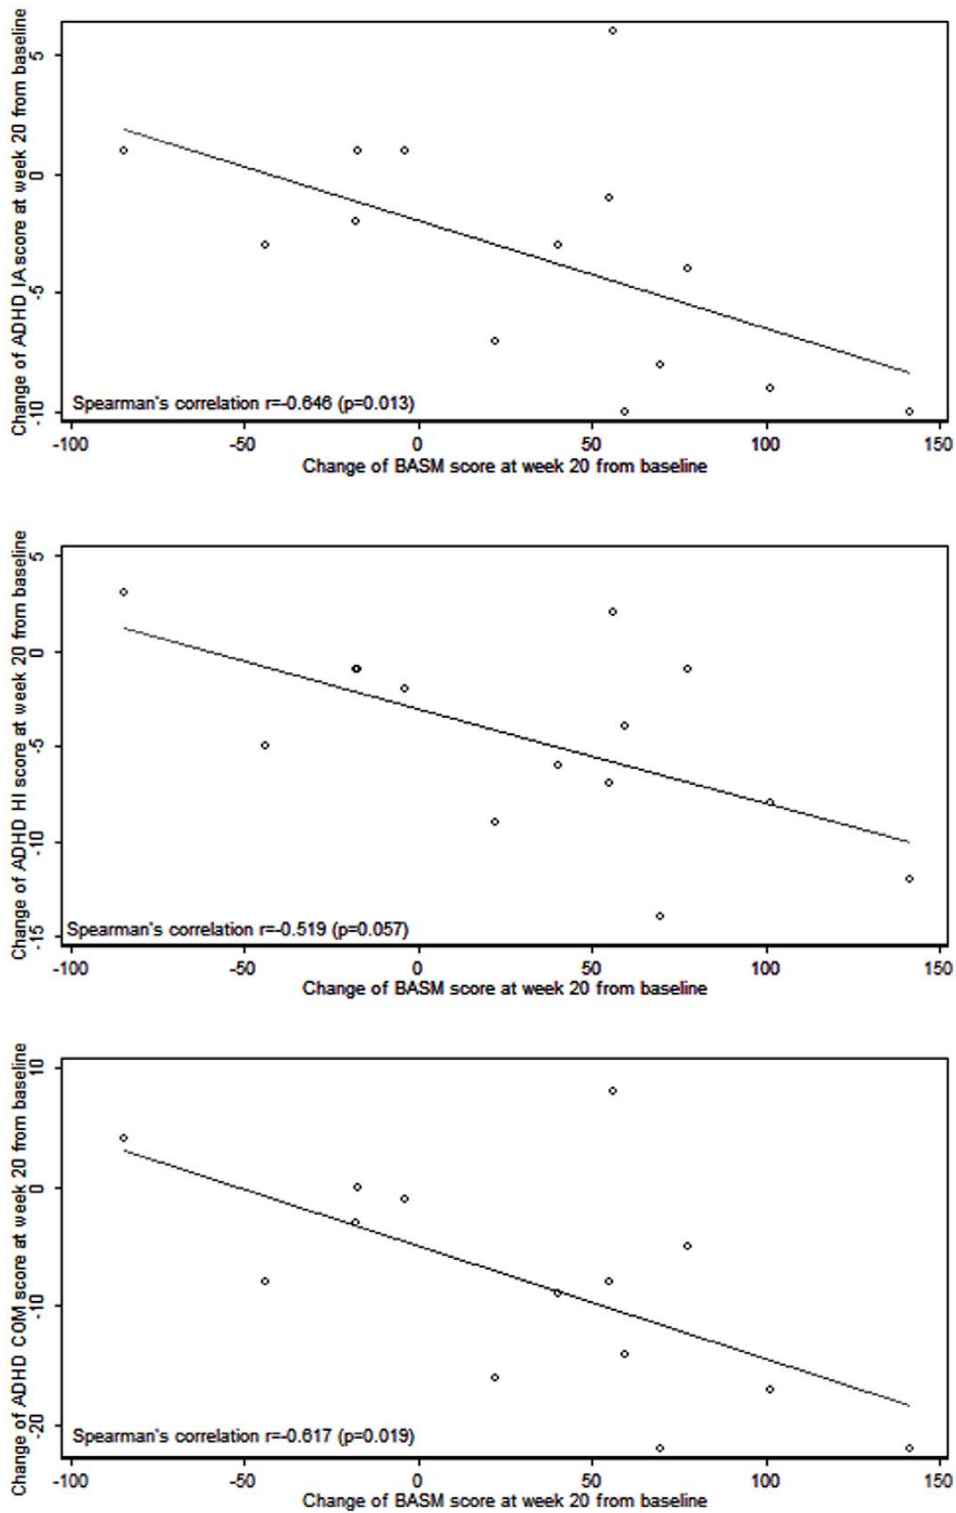 Change of ADHD IA score at week 20 from baseline
5
0
-5
-10
Spearman's correlation r=-0.646 (p=0.013)
-100 -50 0 50 100 150
Change of BASM score at week 20 from baseline
Change of ADHD HI score at week 20 from baseline
5
0
-5
-10
-15
Spearman's correlation r=-0.519 (p=0.057)
-100 -50 0 50 100 150
Change of BASM score at week 20 from baseline
Change of ADHD COM score at week 20 from baseline
10
0
-10
-20
Spearman's correlation r=-0.617 (p=0.019)
-100 -50 0 50 100 150
Change of BASM score at week 20 from baseline